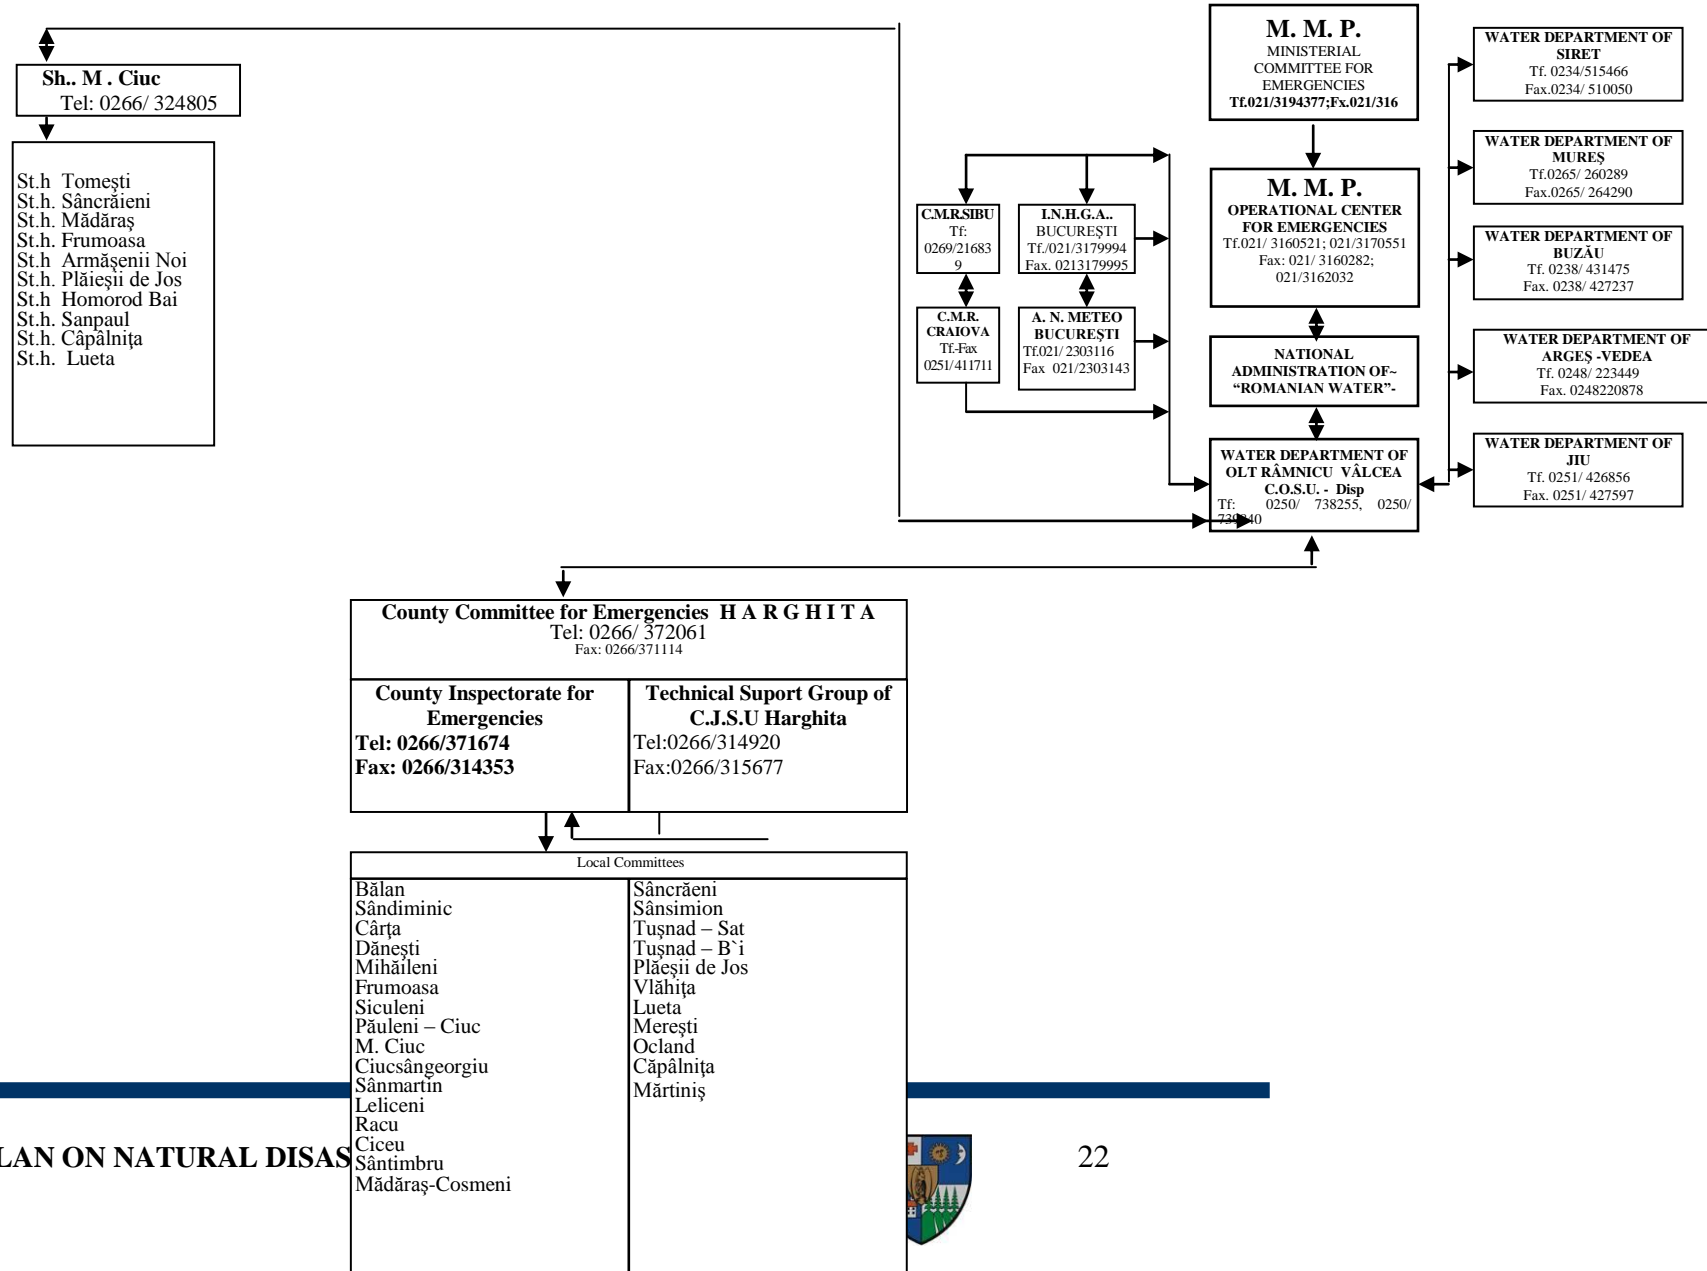 Sh.. M . Ciuc
Tel: 0266/ 324805
St.h Tomeşti
St.h. Sâncrăieni
St.h. Mădăraş
St.h. Frumoasa
St.h Armăşenii Noi
St.h. Plăieşii de Jos
St.h Homorod Bai
St.h. Sanpaul
St.h. Câpâlniţa
St.h. Lueta
C.M.R.SIBU
Tf:
0269/21683
9
C.M.R.
CRAIOVA
Tf.-Fax
0251/411711
I.N.H.G.A..
BUCUREŞTI
Tf./021/3179994
Fax. 0213179995
A. N. METEO
BUCUREŞTI
Tf.021/ 2303116
Fax 021/2303143
M. M. P.
MINISTERIAL
COMMITTEE FOR
EMERGENCIES
Tf.021/3194377;Fx.021/316
M. M. P.
OPERATIONAL CENTER
FOR EMERGENCIES
Tf.021/ 3160521; 021/3170551
Fax: 021/ 3160282;
021/3162032
NATIONAL
ADMINISTRATION OF~
“ROMANIAN WATER”-
WATER DEPARTMENT OF
OLT RÂMNICU VÂLCEA
C.O.S.U. - Disp
Tf: 0250/ 738255, 0250/
WATER DEPARTMENT OF
SIRET
Tf. 0234/515466
Fax.0234/ 510050
WATER DEPARTMENT OF
MUREŞ
Tf.0265/ 260289
Fax.0265/ 264290
WATER DEPARTMENT OF
BUZĂU
Tf. 0238/ 431475
Fax. 0238/ 427237
WATER DEPARTMENT OF
ARGEŞ -VEDEA
Tf. 0248/ 223449
Fax. 0248220878
WATER DEPARTMENT OF
JIU
Tf. 0251/ 426856
Fax. 0251/ 427597
County Committee for Emergencies H A R G H I T A
Tel: 0266/ 372061
Fax: 0266/371114
County Inspectorate for
Emergencies
Tel: 0266/371674
Fax: 0266/314353
Technical Suport Group of
C.J.S.U Harghita
Tel:0266/314920
Fax:0266/315677
Local Committees
Bălan
Sândiminic
Cârţa
Dăneşti
Mihăileni
Frumoasa
Siculeni
Păuleni – Ciuc
M. Ciuc
Ciucsângeorgiu
Sânmartin
Leliceni
Racu
Ciceu
Sântimbru
Mădăraş-Cosmeni
Sâncrăeni
Sânsimion
Tuşnad – Sat
Tuşnad – B`i
Plăeşii de Jos
Vlăhiţa
Lueta
Mereşti
Ocland
Căpâlniţa
Mărtiniş
LAN ON NATURAL DISAS
22